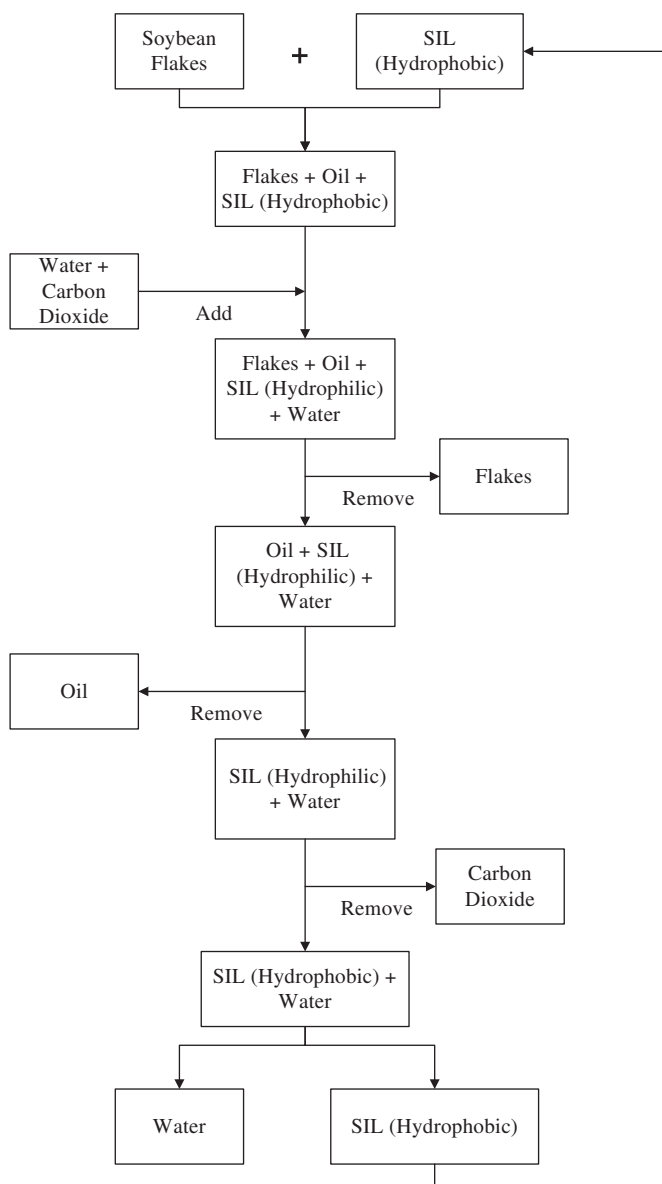 Soybean
Flakes
+
SIL
(Hydrophobic)
Flakes + Oil +
SIL (Hydrophobic)
Water +
Carbon
Dioxide
Add
Flakes + Oil +
SIL (Hydrophilic)
+ Water
Flakes
Remove
Oil + SIL
(Hydrophilic) +
Water
Oil
Remove
SIL (Hydrophilic)
+ Water
Carbon
Dioxide
Remove
SIL (Hydrophobic) +
Water
Water
SIL (Hydrophobic)